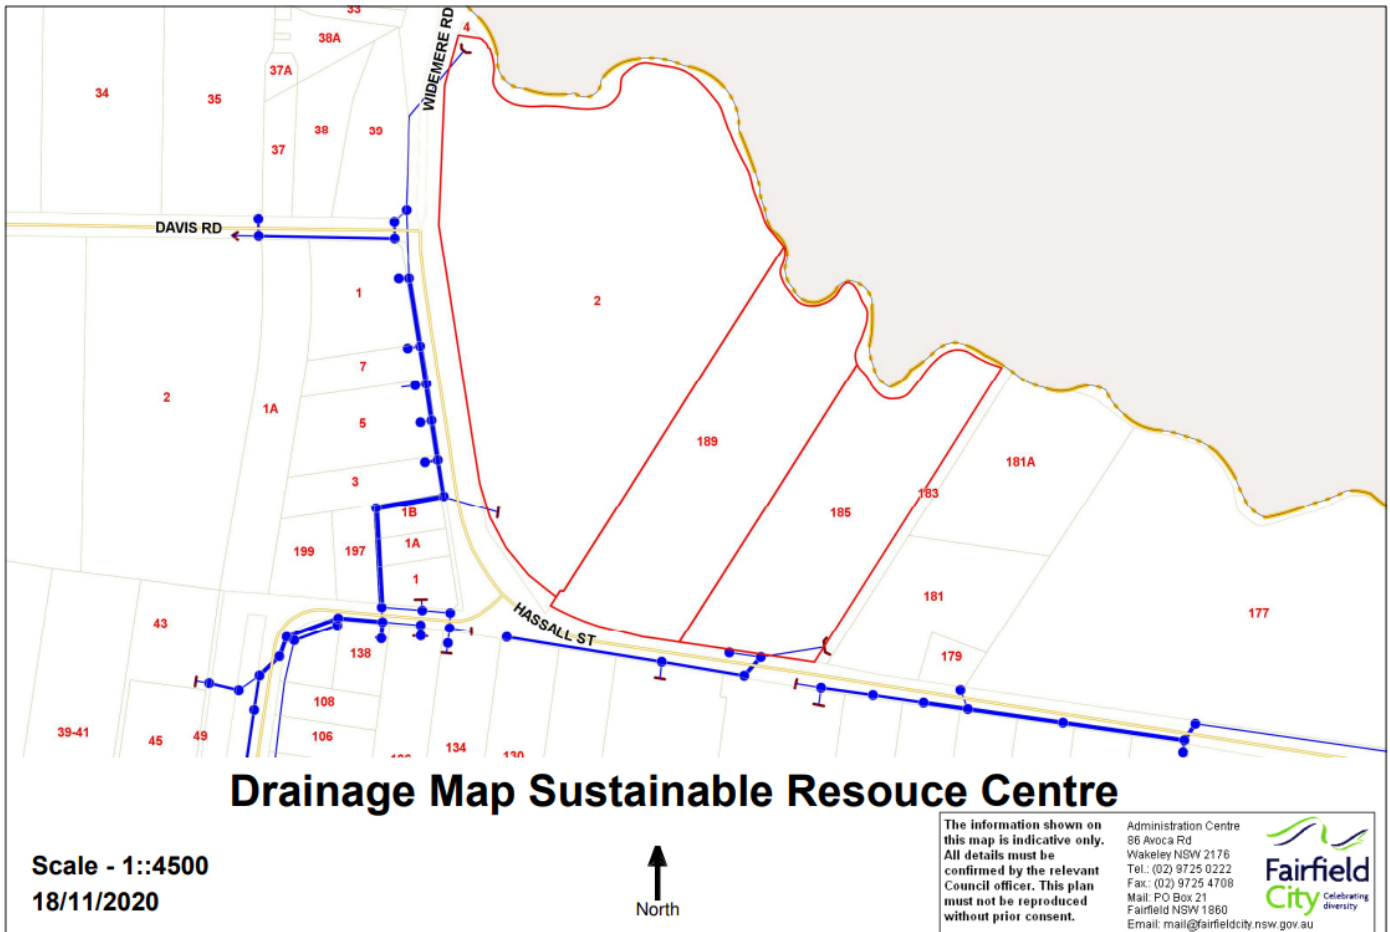 33
4
38A
WIDEMERE RD
37A
34
35
38
39
37
DAVIS RD
1
2
7
2
1A
5
189
181A
3
183
1B
185
199
197
1A
1
181
43
HASSALL ST
177
138
179
108
39-41
45
49
106
134
130
Drainage Map Sustainable Resouce Centre
Scale - 1::4500
18/11/2020
North
The information shown on
this map is indicative only.
All details must be
confirmed by the relevant
Council officer. This plan
must not be reproduced
without prior consent.
Administration Centre
86 Avoca Rd
Wakeley NSW 2176
Tel.: (02) 9725 0222
Fax.: (02) 9725 4708
Mail: PO Box 21
Fairfield NSW 1860
Email: mail@fairfieldcity.nsw.gov.au
Fairfield
City Celebrating
diversity